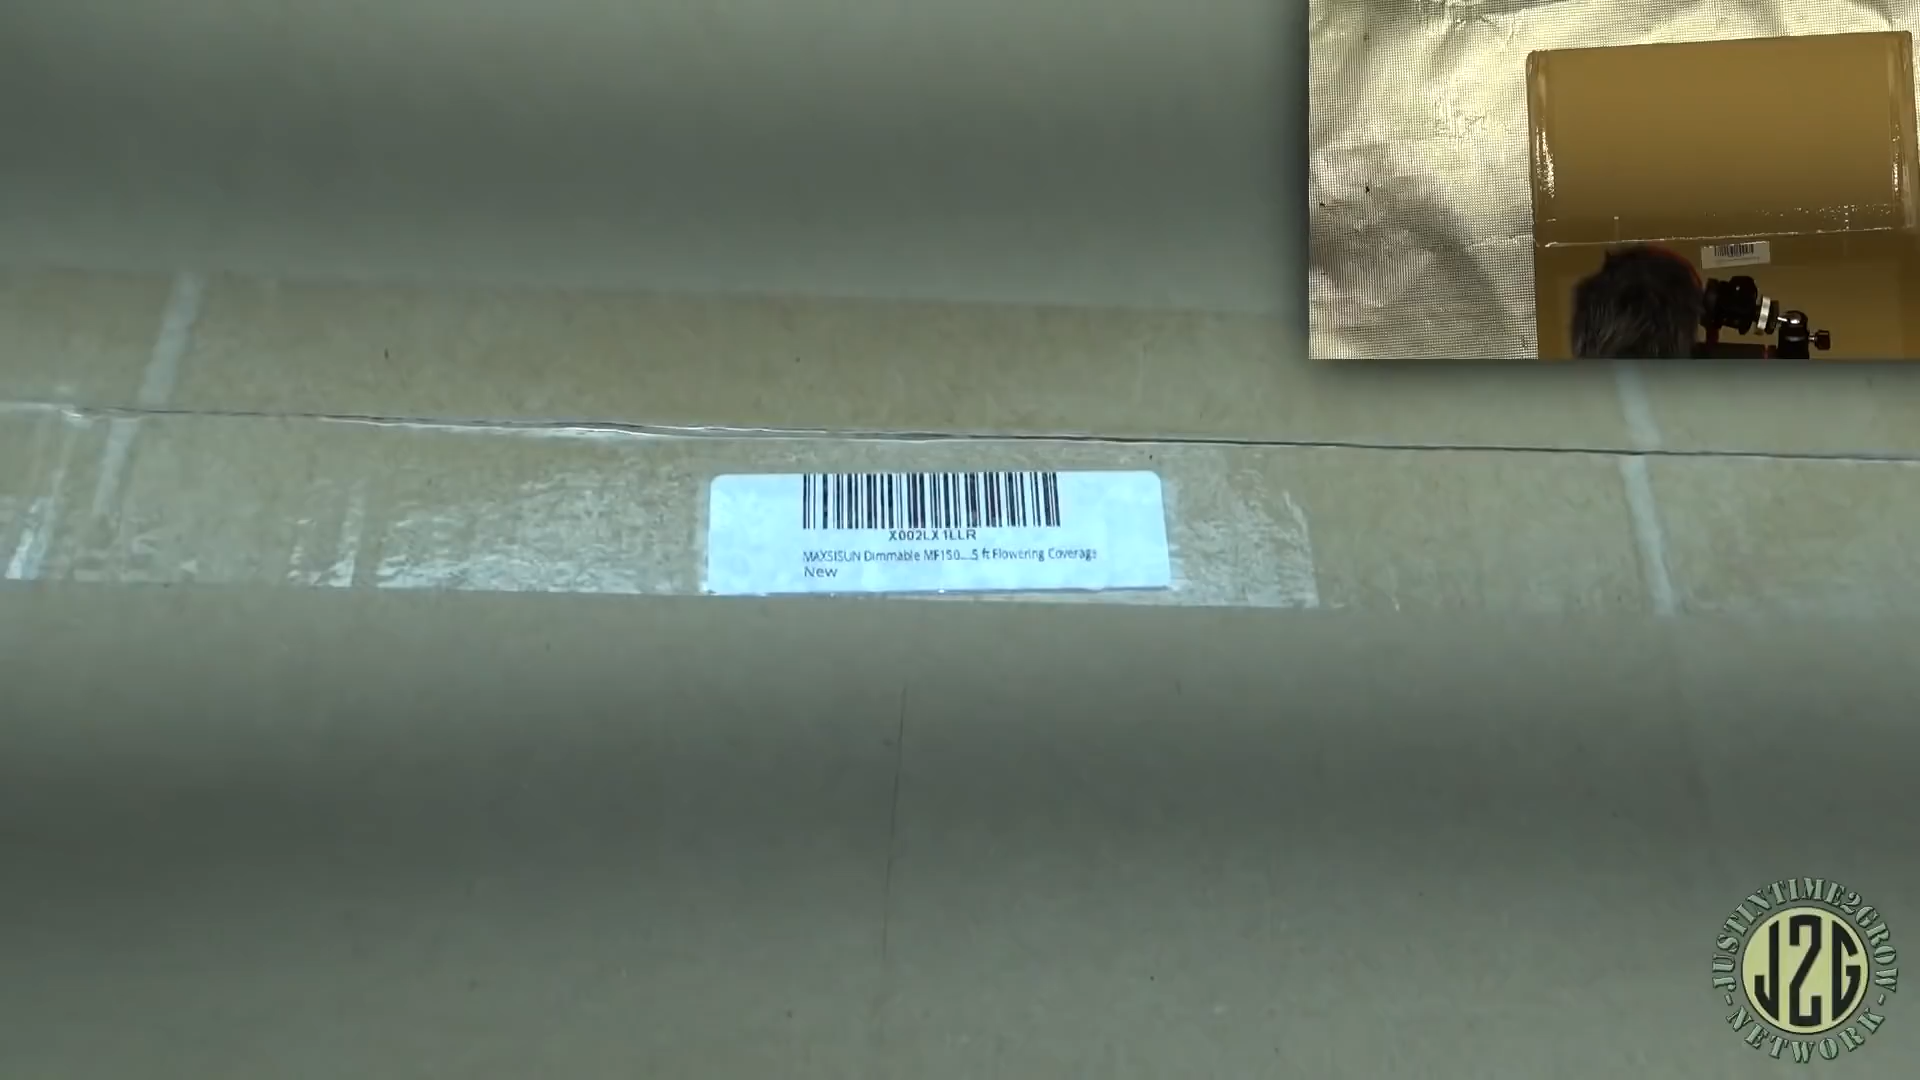 X002LX1LLR
MAXSISUN Dimmable MF150....5 ft Flowering Coverage
New
JUSTINTIME2GROW
J2G
-NETWORK-